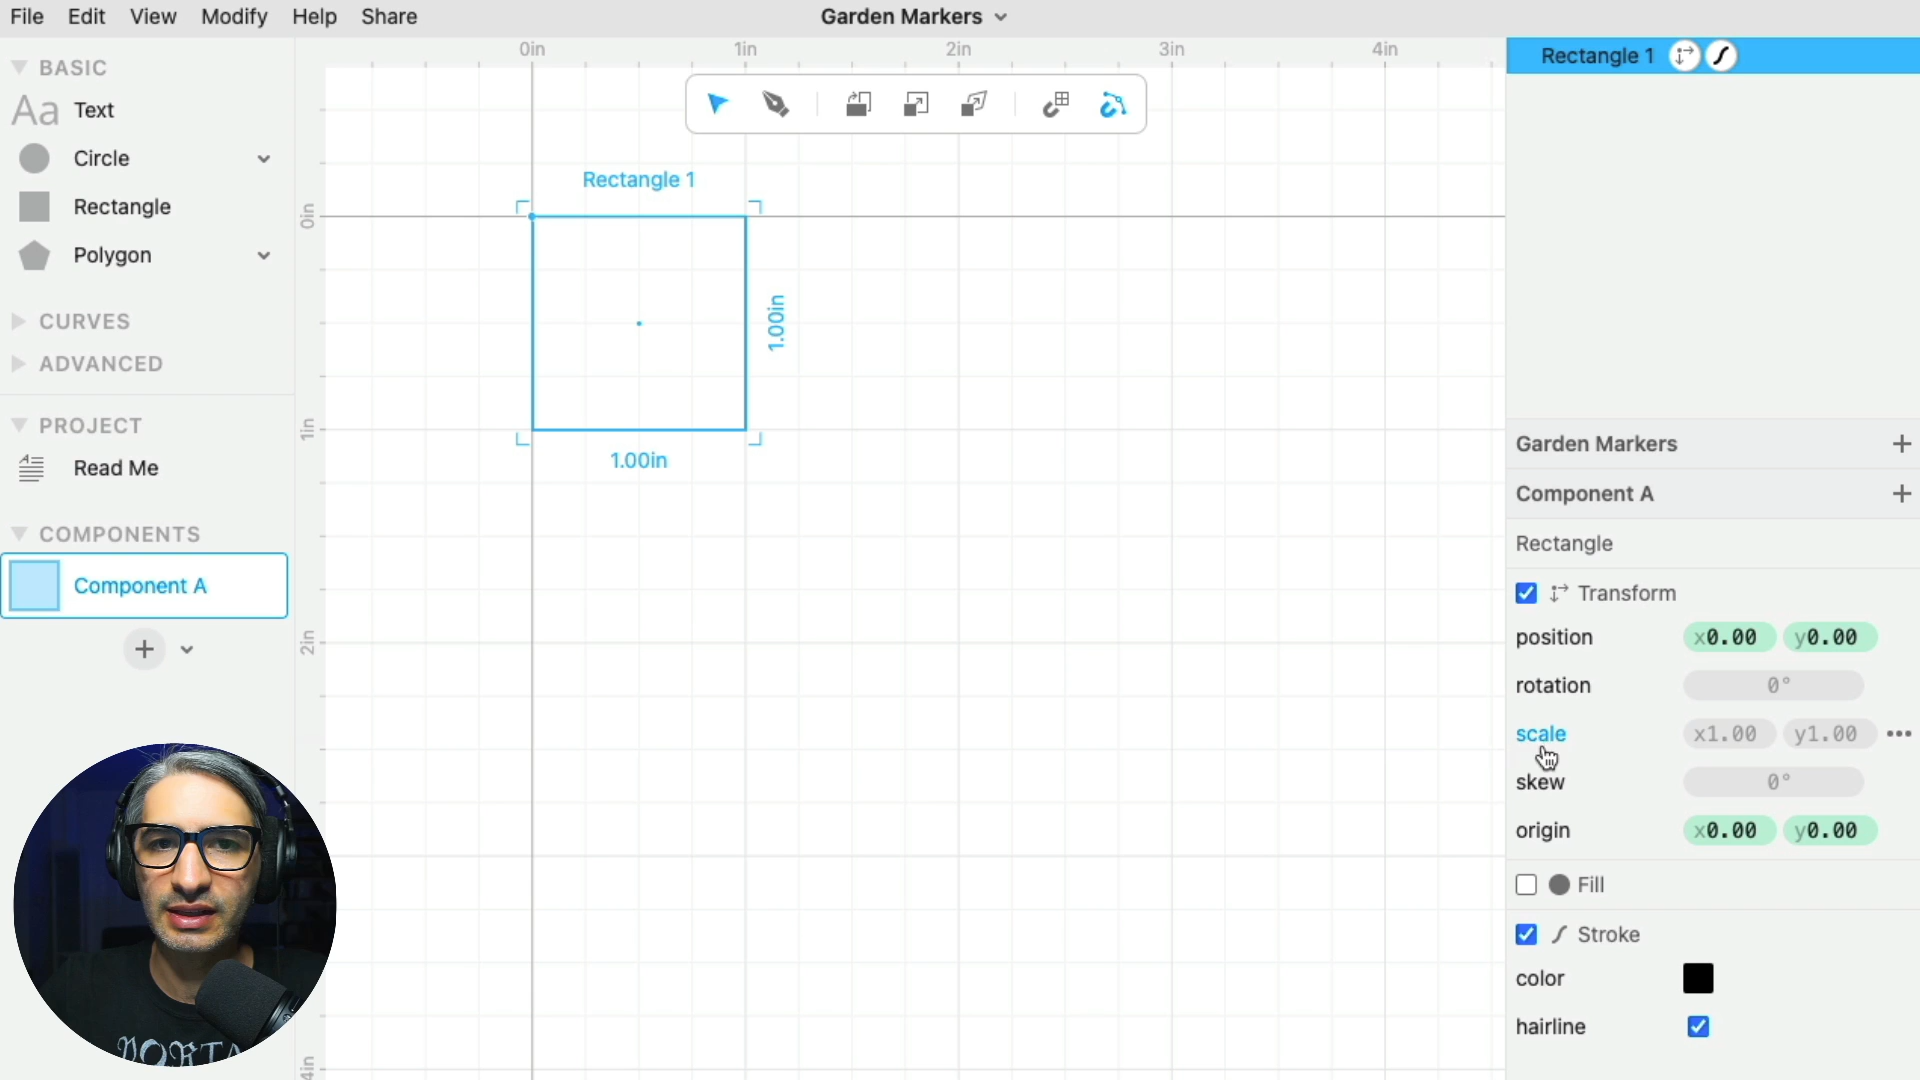 File Edit View Modify Help Share
Garden Markers
BASIC
Aa Text
Circle
Rectangle
Polygon
CURVES
ADVANCED
PROJECT
Read Me
COMPONENTS
Component A
0in 1in 2in 3in 4in
0in
1in
2in
4in
Rectangle 1
1.00in
1.00in
Rectangle 1
Garden Markers
Component A
Rectangle
Transform
position x0.00 y0.00
rotation 0°
scale x1.00 y1.00
skew 0°
origin x0.00 y0.00
Fill
Stroke
color
hairline